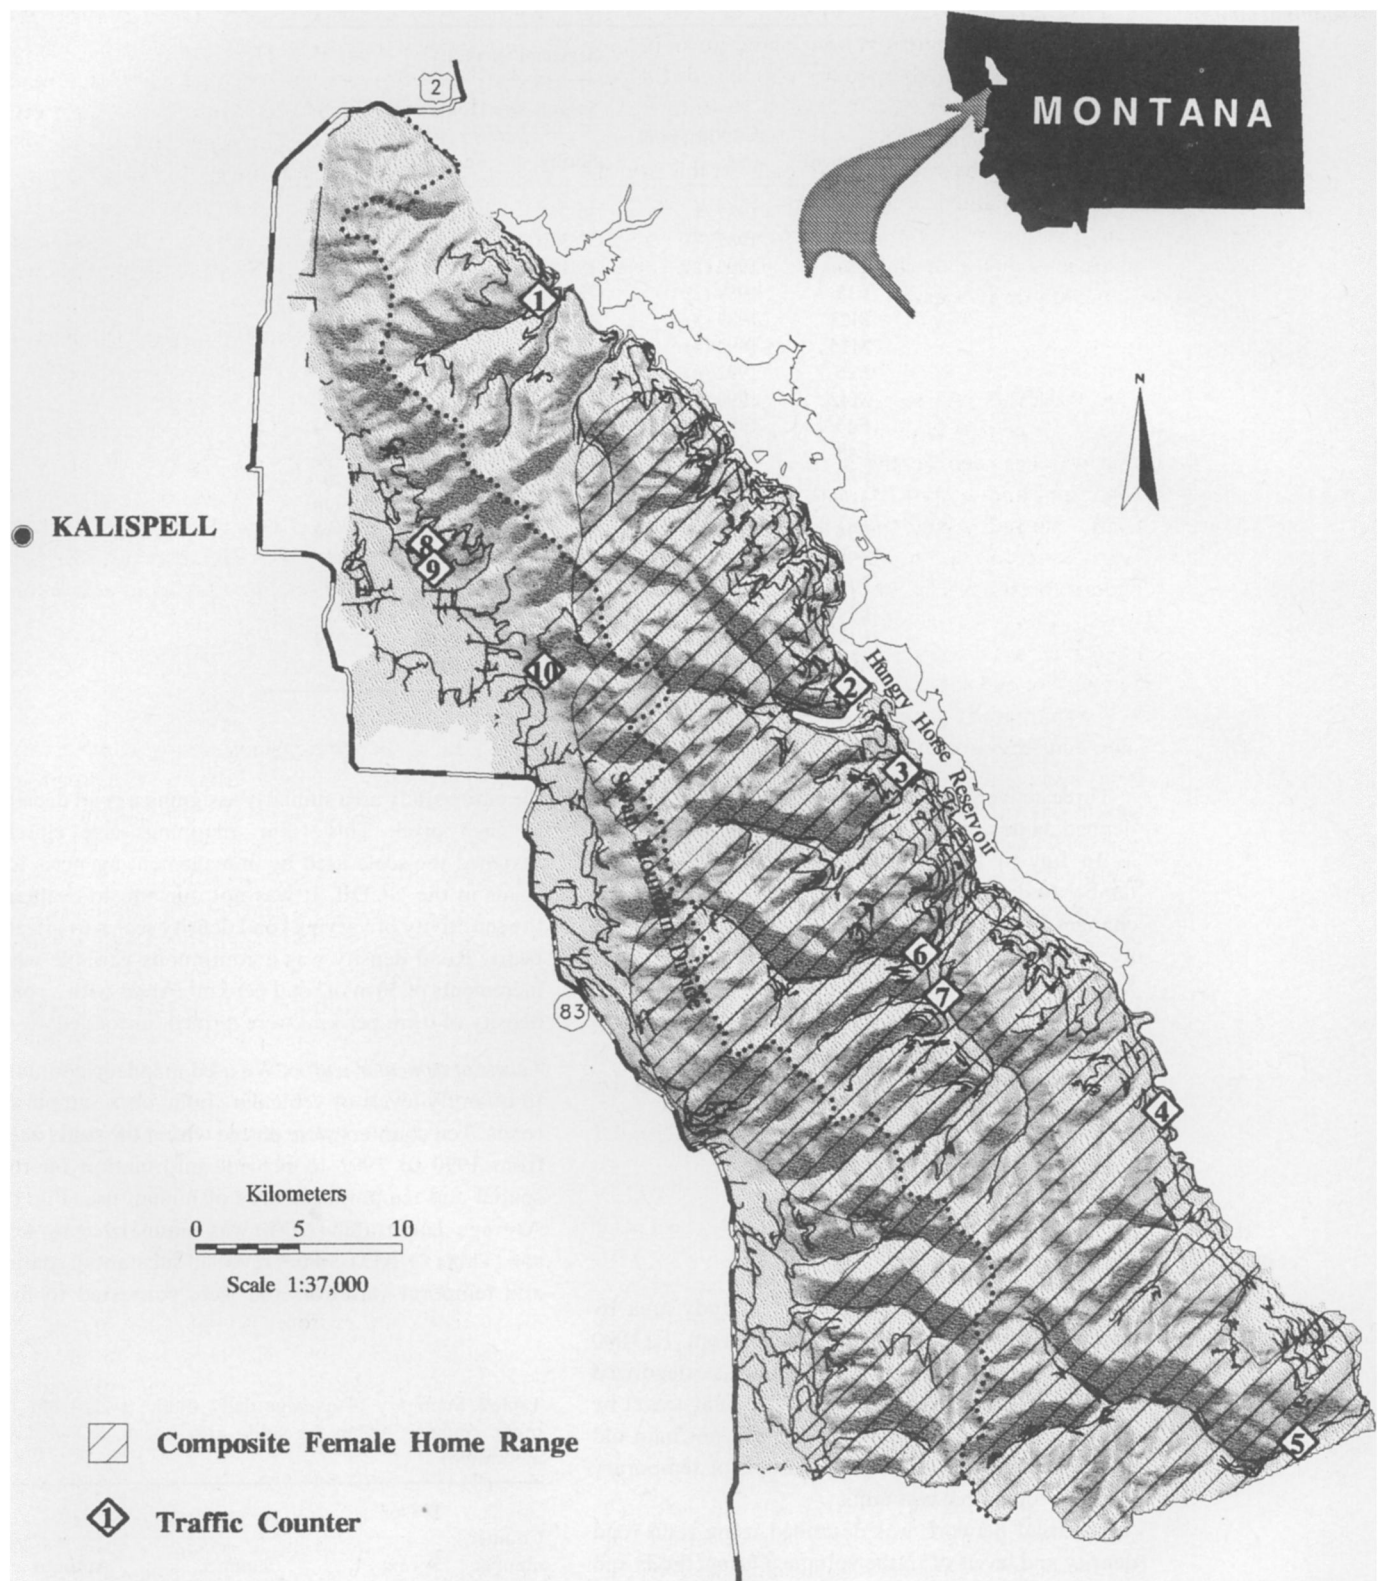 2
MONTANA
1
N
KALISPELL
8
9
10
2
Hungry Horse Reservoir
3
Swan Mountain Divide
6
7
83
4
Kilometers
0 5 10
Scale 1:37,000
5
Composite Female Home Range
1 Traffic Counter